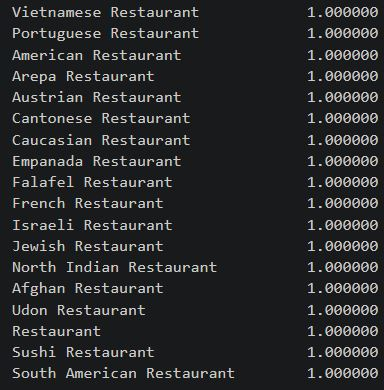 Vietnamese Restaurant 1.000000
Portuguese Restaurant 1.000000
American Restaurant 1.000000
Arepa Restaurant 1.000000
Austrian Restaurant 1.000000
Cantonese Restaurant 1.000000
Caucasian Restaurant 1.000000
Empanada Restaurant 1.000000
Falafel Restaurant 1.000000
French Restaurant 1.000000
Israeli Restaurant 1.000000
Jewish Restaurant 1.000000
North Indian Restaurant 1.000000
Afghan Restaurant 1.000000
Udon Restaurant 1.000000
Restaurant 1.000000
Sushi Restaurant 1.000000
South American Restaurant 1.000000